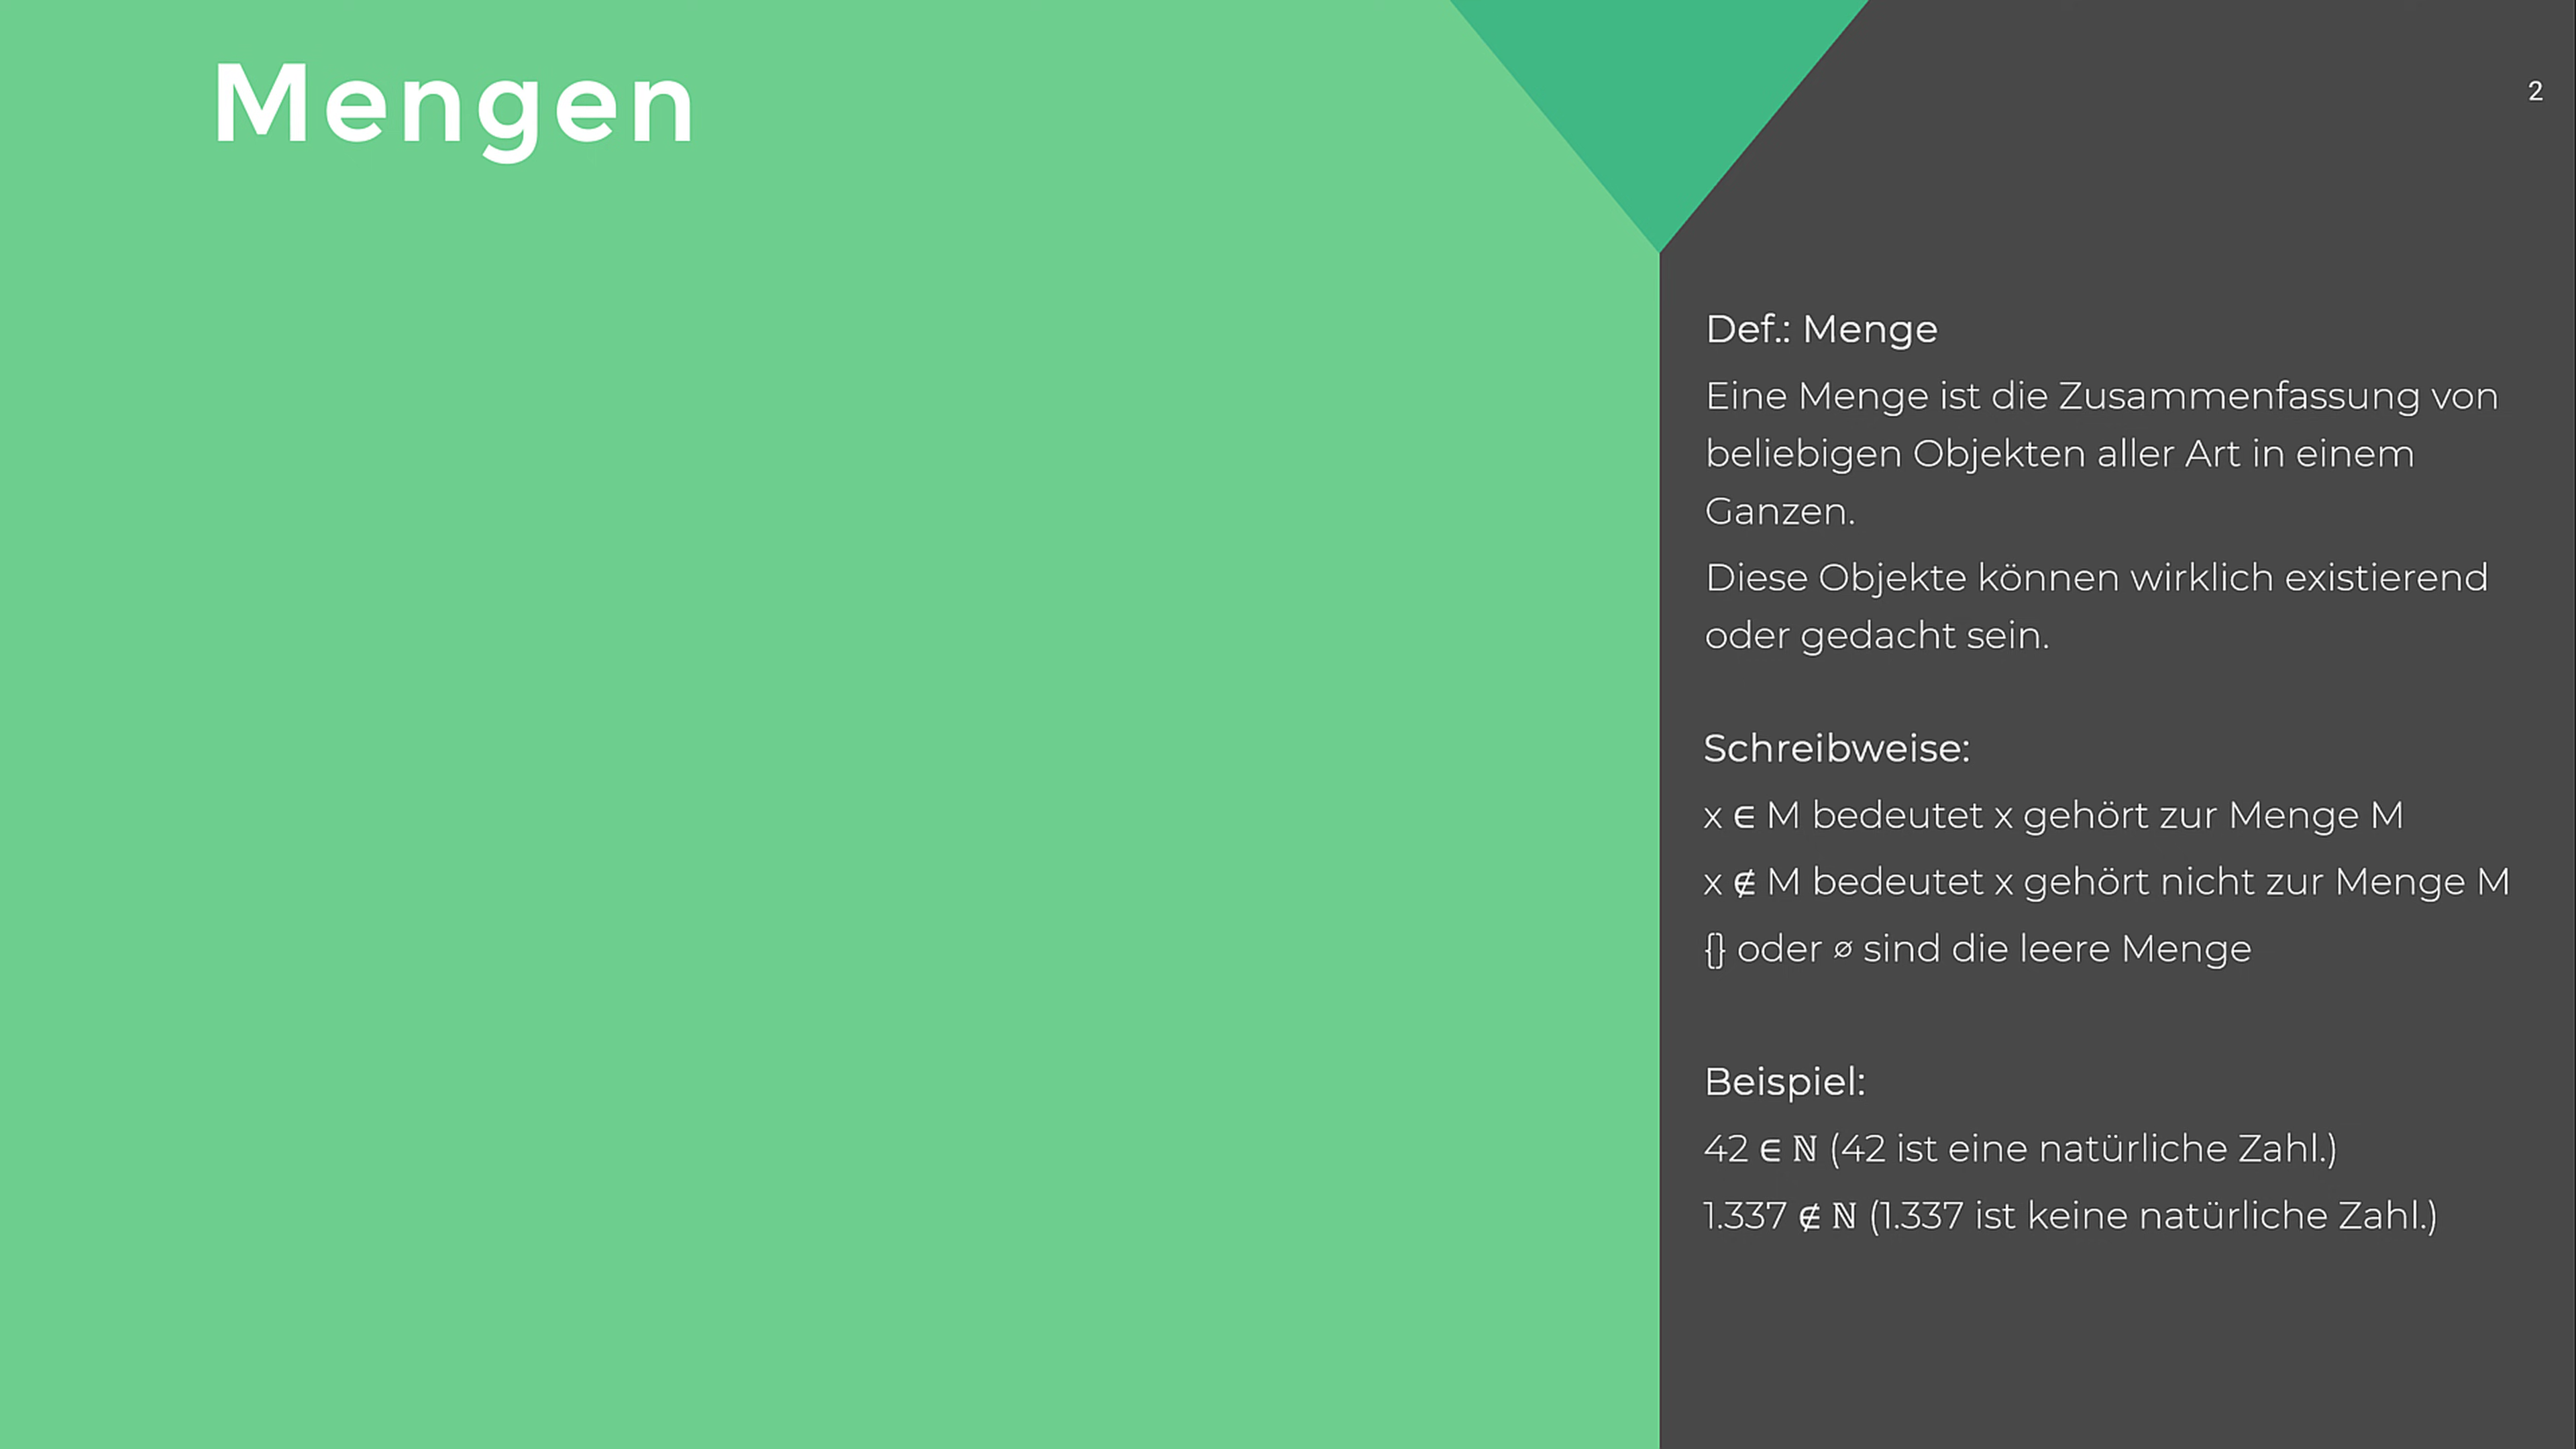 Mengen
2
Def.: Menge
Eine Menge ist die Zusammenfassung von
beliebigen Objekten aller Art in einem
Ganzen.
Diese Objekte können wirklich existierend
oder gedacht sein.
Schreibweise:
x ∈ M bedeutet x gehört zur Menge M
x ∉ M bedeutet x gehört nicht zur Menge M
{} oder ∅ sind die leere Menge
Beispiel:
42 ∈ ℕ (42 ist eine natürliche Zahl.)
1.337 ∉ ℕ (1.337 ist keine natürliche Zahl.)